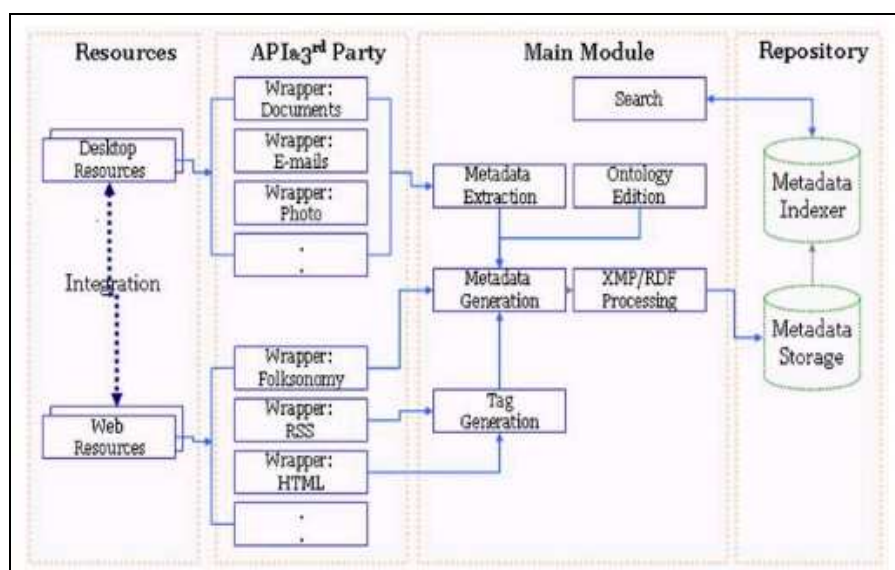 Resources
API&3rd Party
Main Module
Repository
Wrapper:
Documents
Wrapper:
E-mails
Wrapper:
Photo
:
Desktop
Resources
Integration
Web
Resources
Wrapper:
Folksonomy
Wrapper:
RSS
Wrapper:
HTML
:
Search
Metadata
Extraction
Ontology
Edition
Metadata
Generation
XMP/RDF
Processing
Tag
Generation
Metadata
Indexer
Metadata
Storage